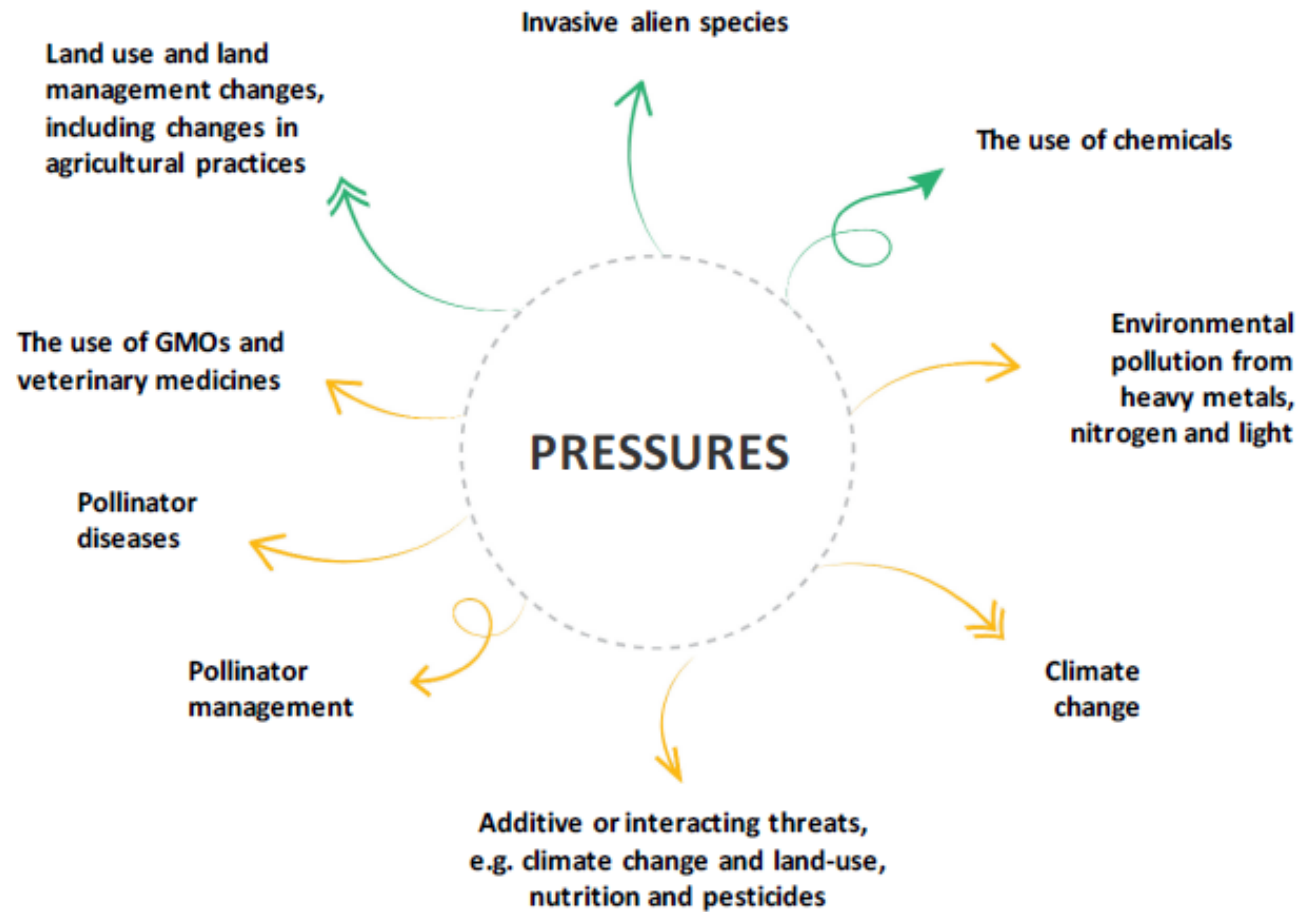 Invasive alien species
Land use and land
management changes,
including changes in
agricultural practices
The use of chemicals
The use of GMOs and
veterinary medicines
Environmental
pollution from
heavy metals,
nitrogen and light
PRESSURES
Pollinator
diseases
Pollinator
management
Climate
change
Additive or interacting threats,
e.g. climate change and land-use,
nutrition and pesticides